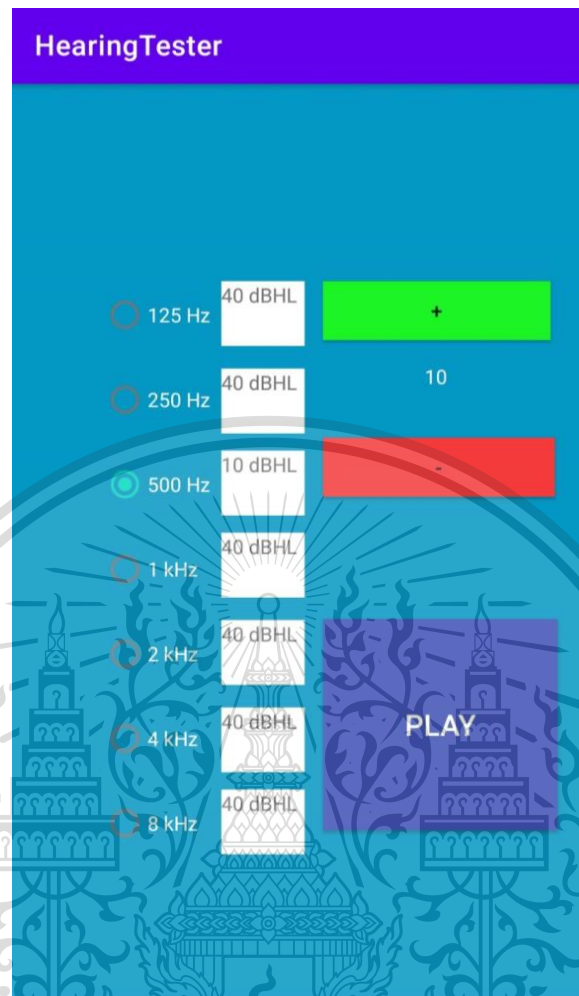 HearingTester
125 Hz
40 dBHL
+
250 Hz
40 dBHL
10
500 Hz
10 dBHL
-
1 kHz
40 dBHL
2 kHz
40 dBHL
PLAY
4 kHz
40 dBHL
8 kHz
40 dBHL